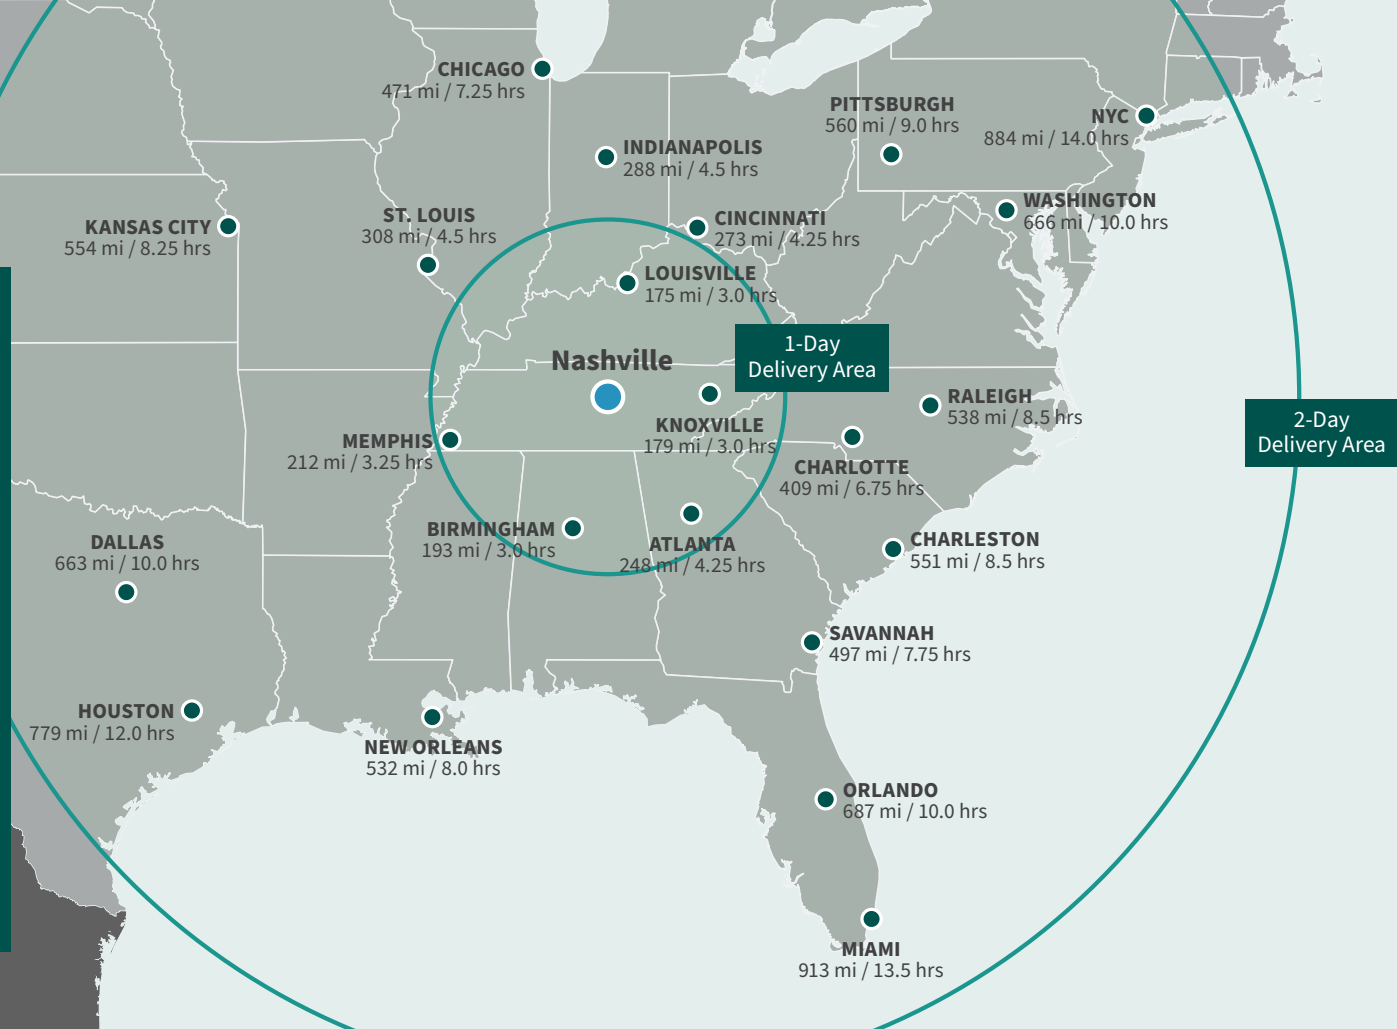 CHICAGO
471 mi / 7.25 hrs
PITTSBURGH
560 mi / 9.0 hrs
NYC
884 mi / 14.0 hrs
INDIANAPOLIS
288 mi / 4.5 hrs
WASHINGTON
666 mi / 10.0 hrs
KANSAS CITY
554 mi / 8.25 hrs
ST. LOUIS
308 mi / 4.5 hrs
CINCINNATI
273 mi / 4.25 hrs
LOUISVILLE
175 mi / 3.0 hrs
1-Day
Delivery Area
Nashville
KNOXVILLE
179 mi / 3.0 hrs
RALEIGH
538 mi / 8.5 hrs
2-Day
Delivery Area
MEMPHIS
212 mi / 3.25 hrs
CHARLOTTE
409 mi / 6.75 hrs
BIRMINGHAM
193 mi / 3.0 hrs
ATLANTA
248 mi / 4.25 hrs
CHARLESTON
551 mi / 8.5 hrs
DALLAS
663 mi / 10.0 hrs
SAVANNAH
497 mi / 7.75 hrs
HOUSTON
779 mi / 12.0 hrs
NEW ORLEANS
532 mi / 8.0 hrs
ORLANDO
687 mi / 10.0 hrs
MIAMI
913 mi / 13.5 hrs